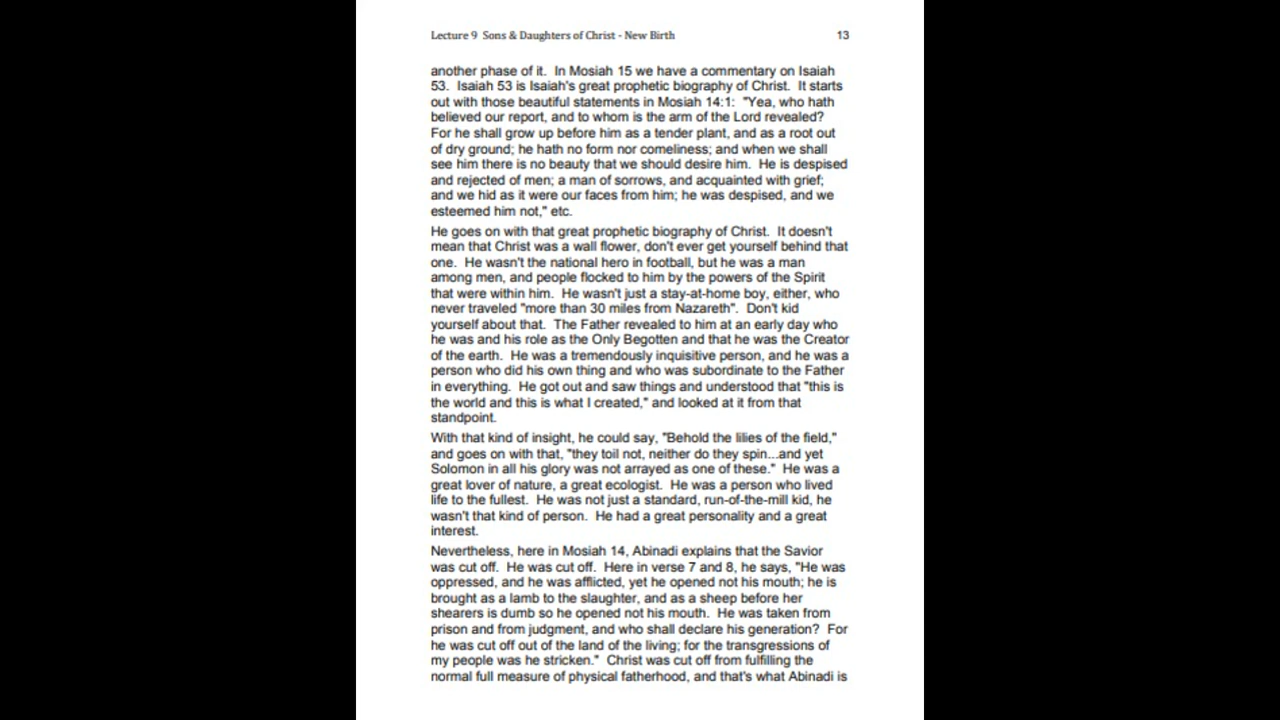 Lecture 9 Sons & Daughters of Christ - New Birth 13
another phase of it. In Mosiah 15 we have a commentary on Isaiah
53. Isaiah 53 is Isaiah's great prophetic biography of Christ. It starts
out with those beautiful statements in Mosiah 14:1: "Yea, who hath
believed our report, and to whom is the arm of the Lord revealed?
For he shall grow up before him as a tender plant, and as a root out
of dry ground; he hath no form nor comeliness; and when we shall
see him there is no beauty that we should desire him. He is despised
and rejected of men; a man of sorrows, and acquainted with grief;
and we hid as it were our faces from him; he was despised, and we
esteemed him not," etc.
He goes on with that great prophetic biography of Christ. It doesn't
mean that Christ was a wall flower, don't ever get yourself behind that
one. He wasn't the national hero in football, but he was a man
among men, and people flocked to him by the powers of the Spirit
that were within him. He wasn't just a stay-at-home boy, either, who
never traveled "more than 30 miles from Nazareth". Don't kid
yourself about that. The Father revealed to him at an early day who
he was and his role as the Only Begotten and that he was the Creator
of the earth. He was a tremendously inquisitive person, and he was a
person who did his own thing and who was subordinate to the Father
in everything. He got out and saw things and understood that "this is
the world and this is what I created," and looked at it from that
standpoint.
With that kind of insight, he could say, "Behold the lilies of the field,"
and goes on with that, "they toil not, neither do they spin...and yet
Solomon in all his glory was not arrayed as one of these." He was a
great lover of nature, a great ecologist. He was a person who lived
life to the fullest. He was not just a standard, run-of-the-mill kid, he
wasn't that kind of person. He had a great personality and a great
interest.
Nevertheless, here in Mosiah 14, Abinadi explains that the Savior
was cut off. He was cut off. Here in verse 7 and 8, he says, "He was
oppressed, and he was afflicted, yet he opened not his mouth; he is
brought as a lamb to the slaughter, and as a sheep before her
shearers is dumb so he opened not his mouth. He was taken from
prison and from judgment, and who shall declare his generation? For
he was cut off out of the land of the living; for the transgressions of
my people was he stricken." Christ was cut off from fulfilling the
normal full measure of physical fatherhood, and that's what Abinadi is